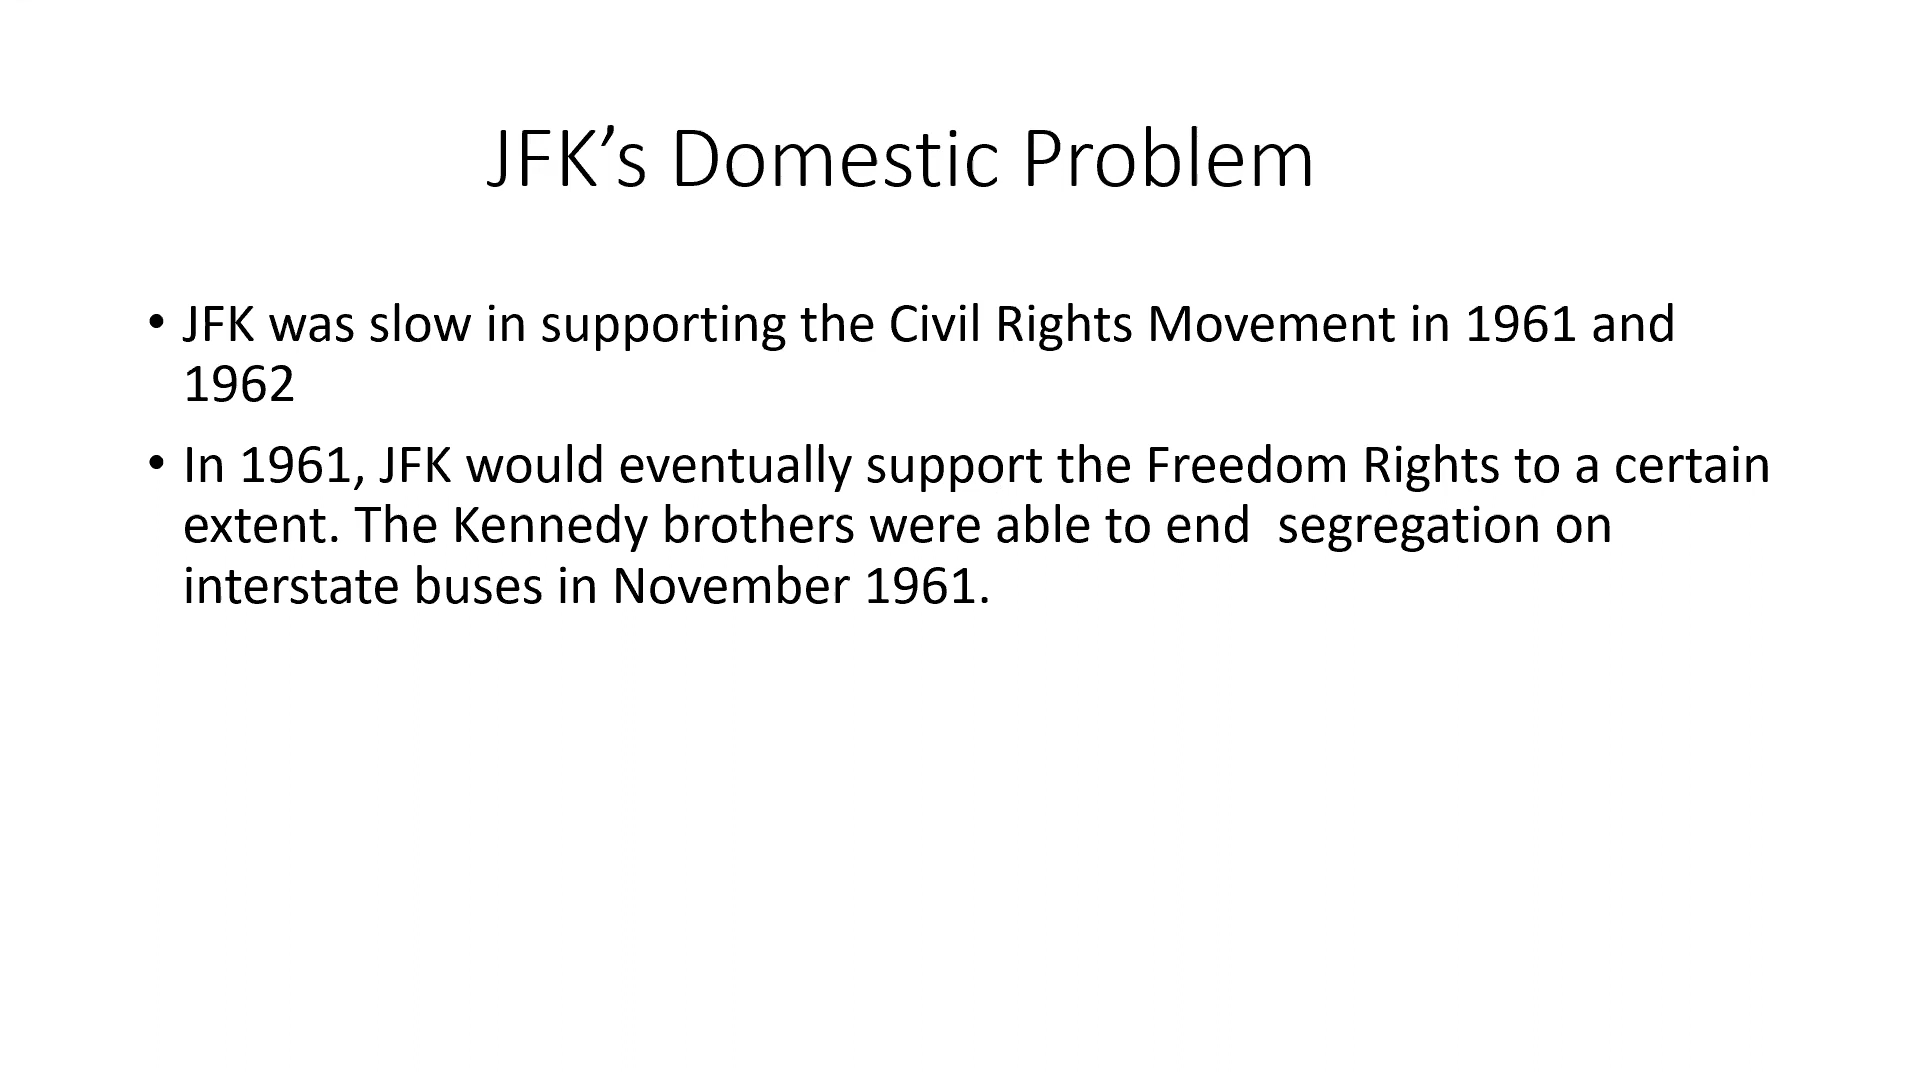 JFK’s Domestic Problem
• JFK was slow in supporting the Civil Rights Movement in 1961 and
1962
• In 1961, JFK would eventually support the Freedom Rights to a certain
extent. The Kennedy brothers were able to end  segregation on
interstate buses in November 1961.